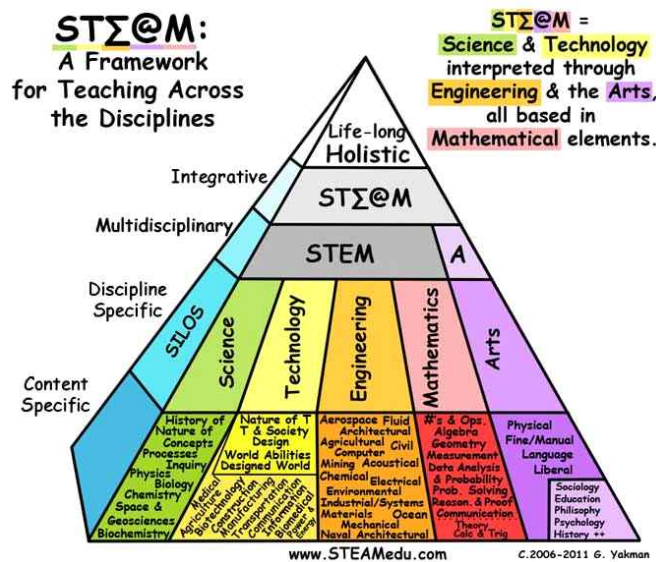 STΣ@M:
A Framework
for Teaching Across
the Disciplines
STΣ@M =
Science & Technology
interpreted through
Engineering & the Arts,
all based in
Mathematical elements.
Life-long
Holistic
Integrative
STΣ@M
Multidisciplinary
STEM
A
Discipline
Specific
SILOS
Science
Technology
Engineering
Mathematics
Arts
Content
Specific
History of
Nature of
Concepts
Processes
Inquiry
Physics
Biology
Chemistry
Space &
Geosciences
Biochemistry
Nature of T
T & Society
Design
World Abilities
Designed World
Medical
Agriculture
Biotechnology
Construction
Manufacturing
Transportation
Communication
Information
Biomedical
Power &
Energy
Aerospace Fluid
Architectural
Agricultural Civil
Computer
Mining Acoustical
Chemical Electrical
Environmental
Industrial/Systems
Materials Ocean
Mechanical
Naval Architectural
#'s & Ops.
Algebra
Geometry
Measurement
Data Analysis
& Probability
Prob. Solving
Reason. & Proof
Communication
Theory
Calc & Trig
Physical
Fine/Manual
Language
Liberal
Sociology
Education
Philisophy
Psychology
History ++
www.STEAMedu.com
C.2006-2011 G. Yakman